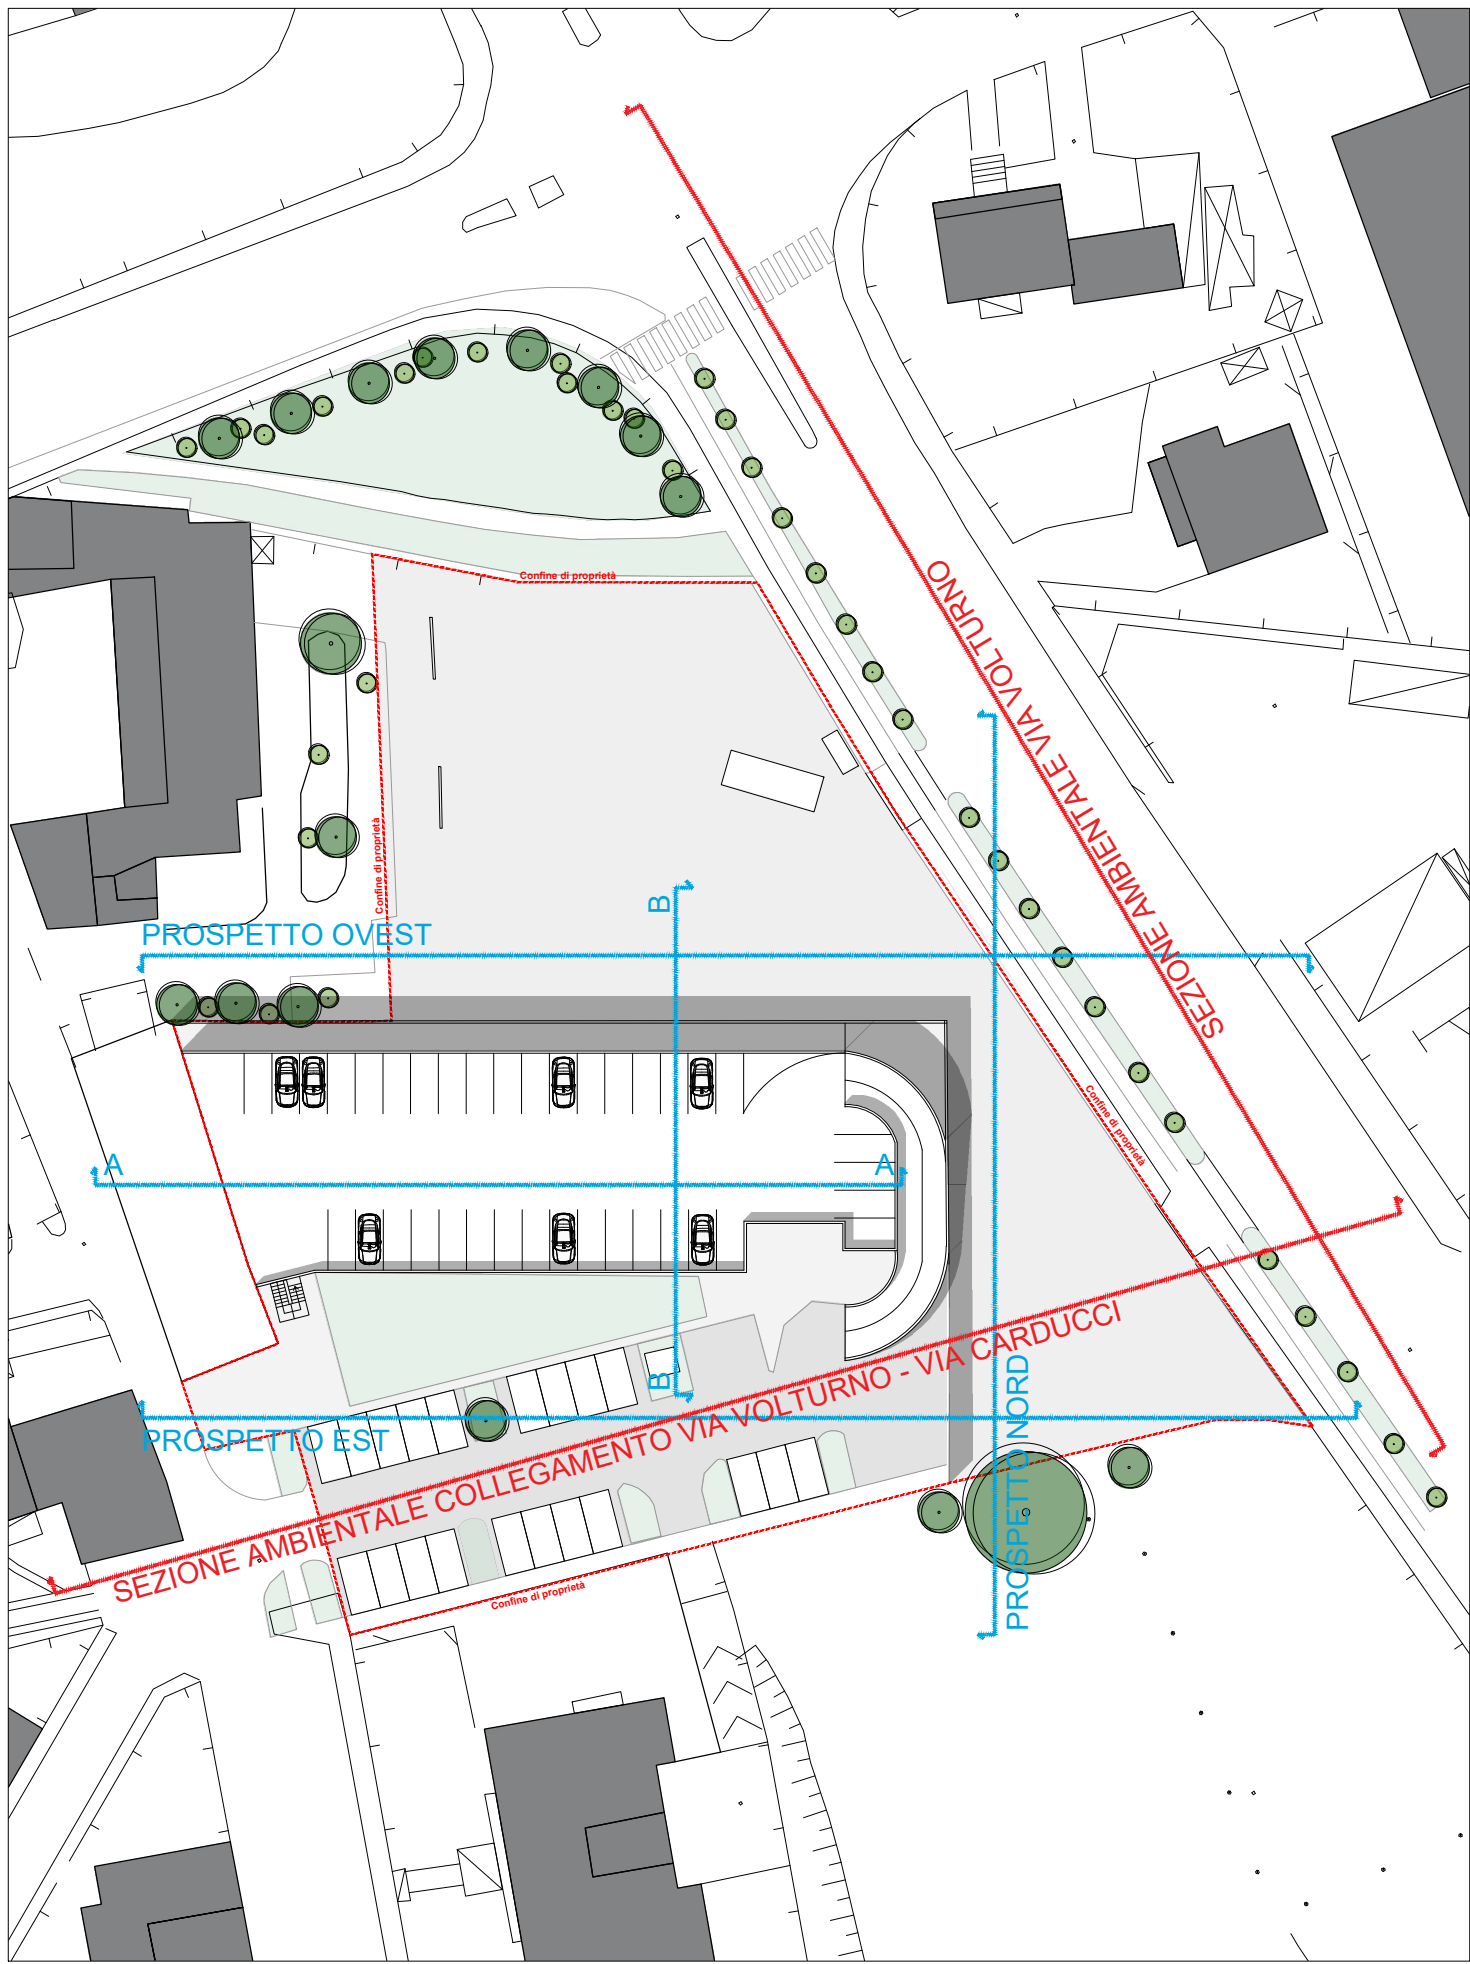 Confine di proprietà
SEZIONE AMBIENTALE VIA VOLTURNO
Confine di proprietà
B
PROSPETTO OVEST
Confine di proprietà
A
A
SEZIONE AMBIENTALE COLLEGAMENTO VIA VOLTURNO - VIA CARDUCCI
B
PROSPETTO EST
PROSPETTO NORD
Confine di proprietà